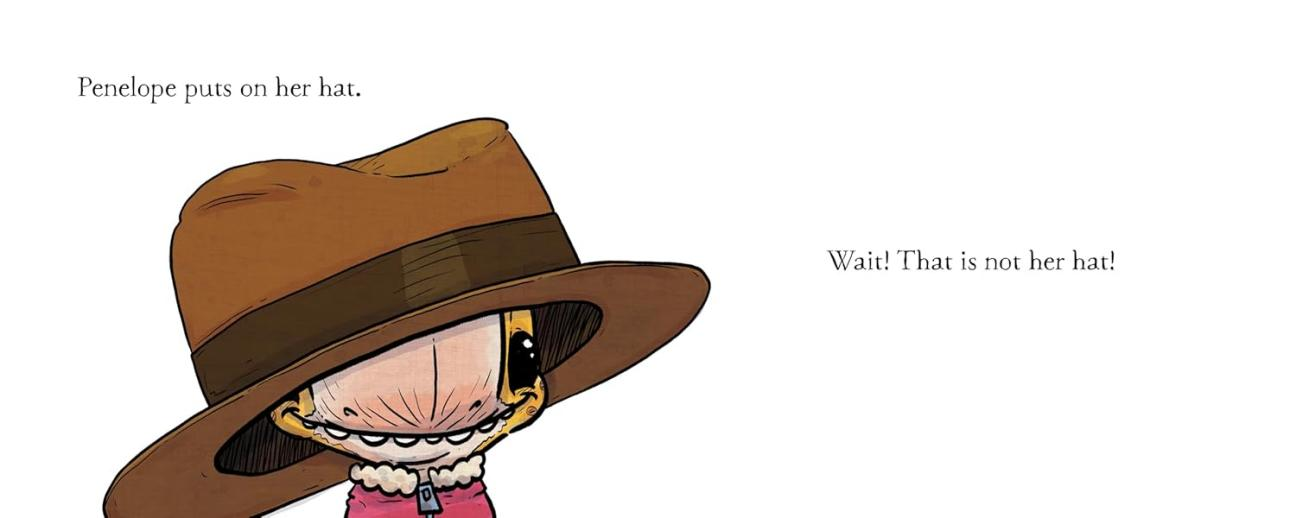 Penelope puts on her hat.
Wait! That is not her hat!